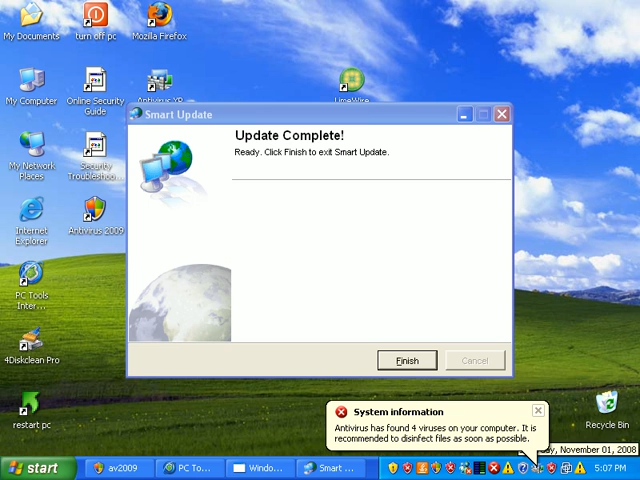 My Documents
turn off pc
Mozilla Firefox
My Computer
Online Security
Guide
Antivirus XP
LimeWire
Smart Update
Update Complete!
Ready. Click Finish to exit Smart Update.
My Network
Places
Security
Troubleshoo...
Internet
Explorer
Antivirus 2009
PC Tools
Inter...
4Diskclean Pro
Finish
Cancel
restart pc
Recycle Bin
System information
Antivirus has found 4 viruses on your computer. It is
recommended to disinfect files as soon as possible.
November 01, 2008
start
av2009
PC To...
Windo...
Smart ...
5:07 PM